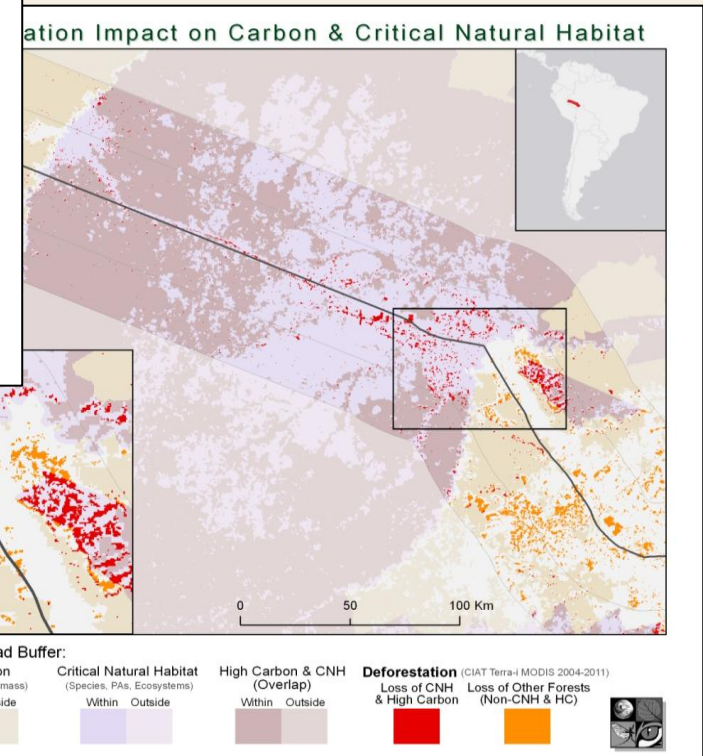 ation Impact on Carbon & Critical Natural Habitat
0 50 100 Km
ad Buffer:
on
mass)
ide
Critical Natural Habitat
(Species, PAs, Ecosystems)
Within Outside
High Carbon & CNH
(Overlap)
Within Outside
Deforestation (CIAT Terra-i MODIS 2004-2011)
Loss of CNH
& High Carbon
Loss of Other Forests
(Non-CNH & HC)